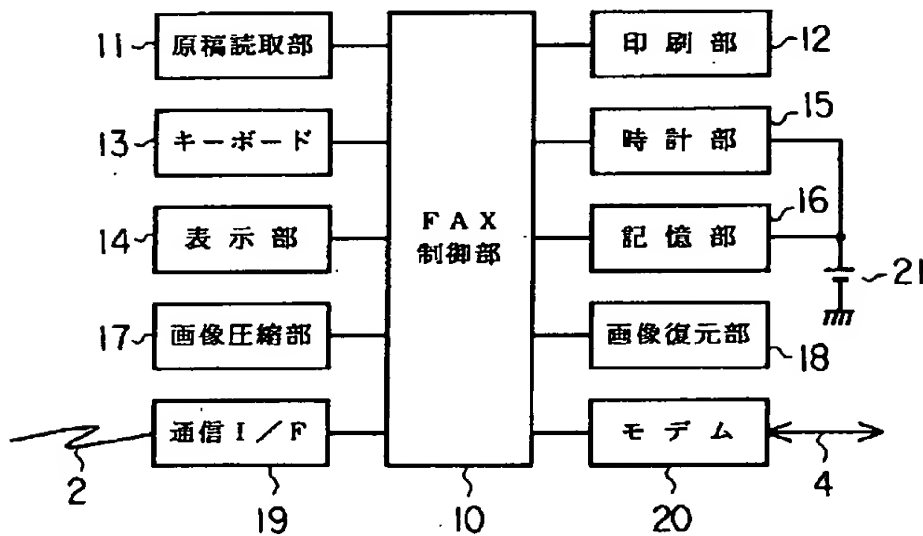 11 原稿読取部
印刷部 12
13 キーボード
時計部 15
14 表示部
FAX
制御部
記憶部 16
21
17 画像圧縮部
画像復元部 18
通信I/F
モデム
2
19
10
20
4